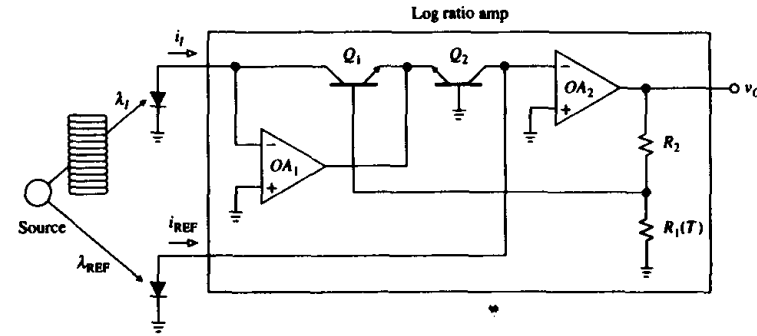 Log ratio amp
i_I
Q_1
Q_2
λ_I
OA_1
OA_2
v_O
R_2
R_1(T)
Source
i_REF
λ_REF